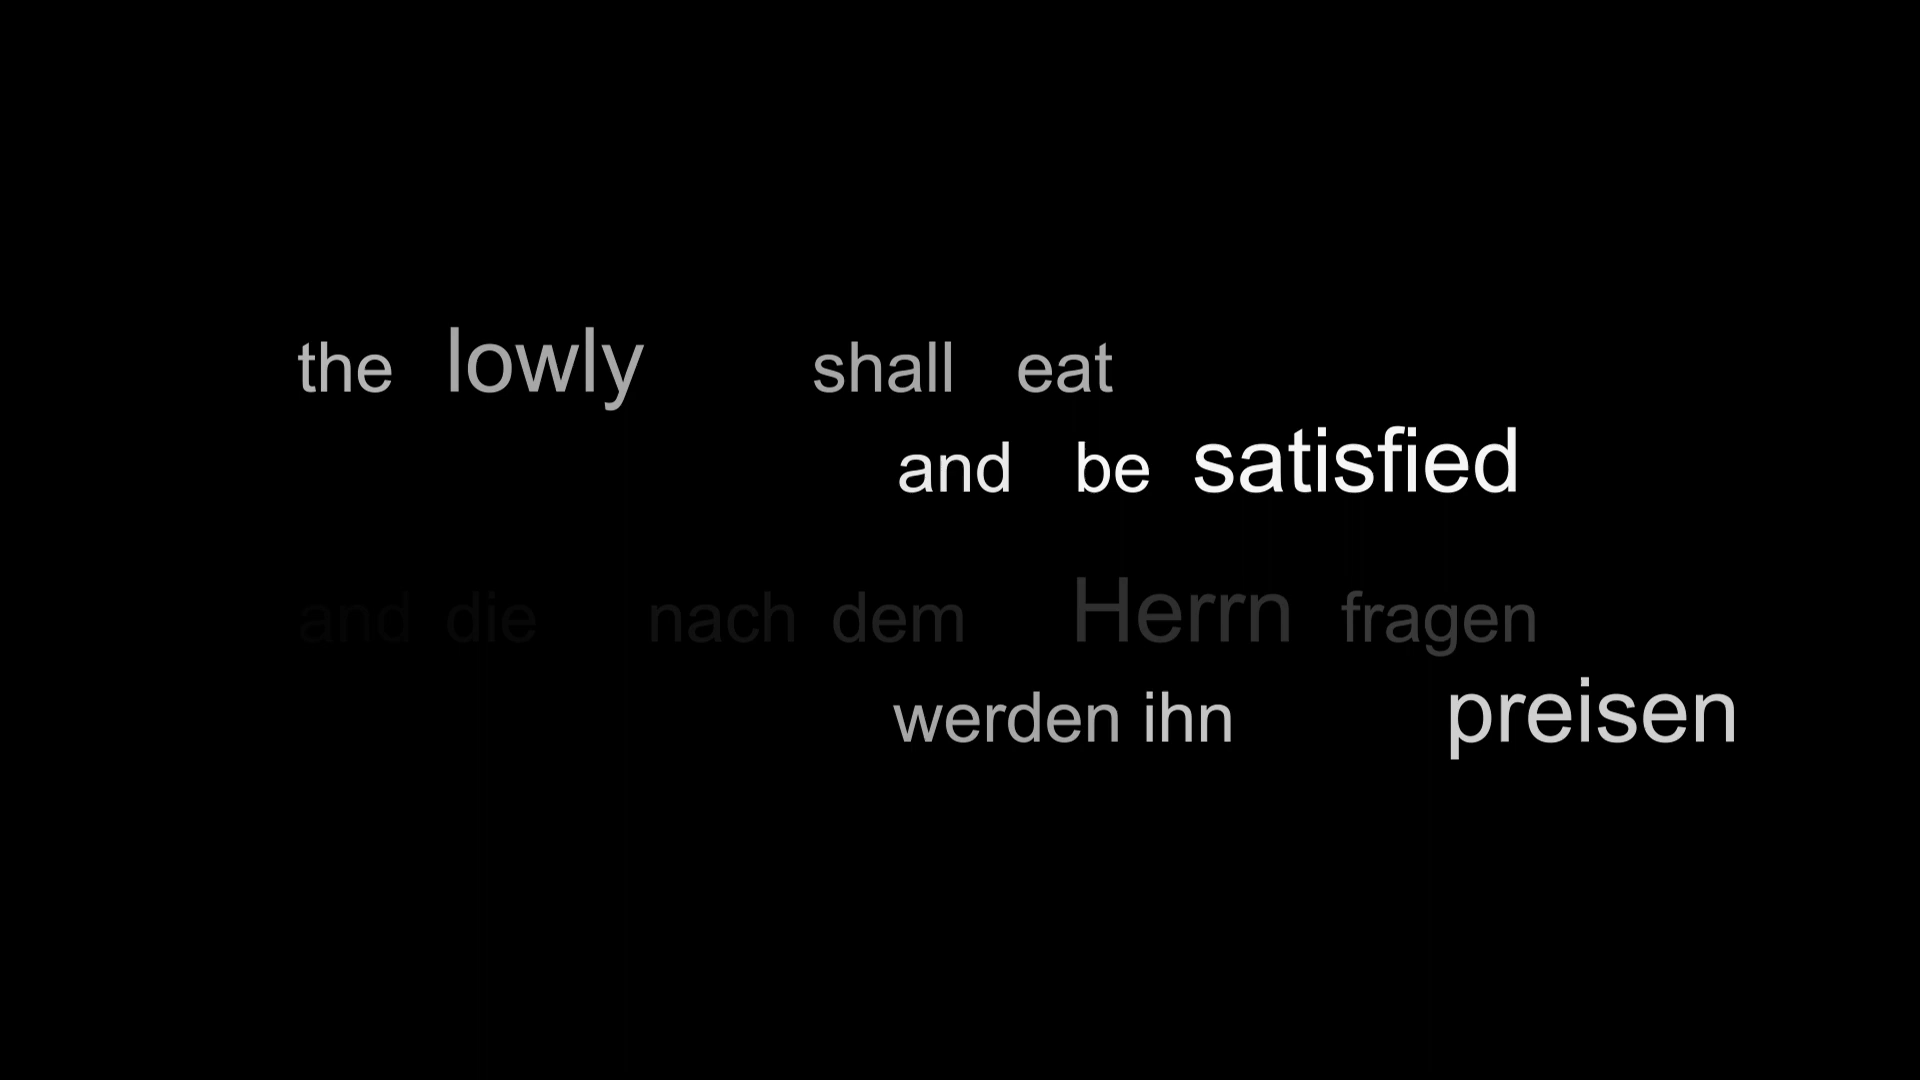 the lowly shall eat
and be satisfied
and die nach dem Herrn fragen
werden ihn preisen